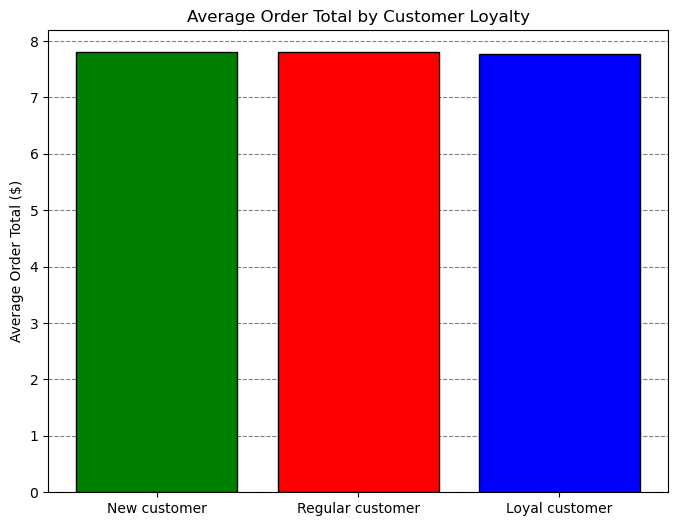 Average Order Total by Customer Loyalty
Average Order Total ($)
8
7
6
5
4
3
2
1
0
New customer
Regular customer
Loyal customer